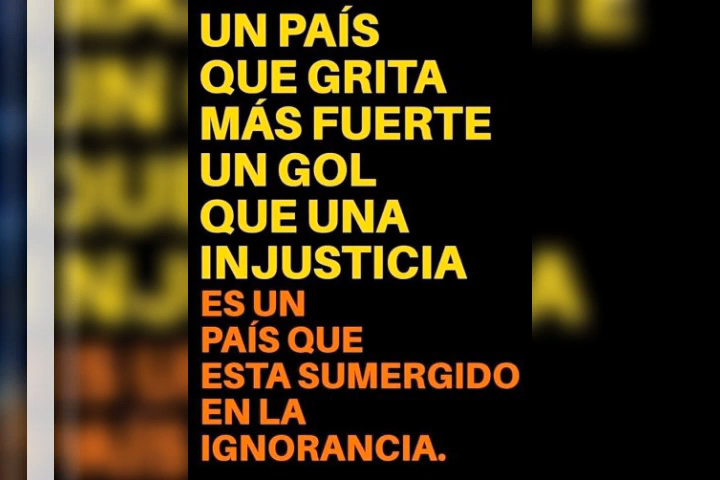 UN PAÍS
QUE GRITA
MÁS FUERTE
UN GOL
QUE UNA
INJUSTICIA
ES UN
PAÍS QUE
ESTA SUMERGIDO
EN LA
IGNORANCIA.